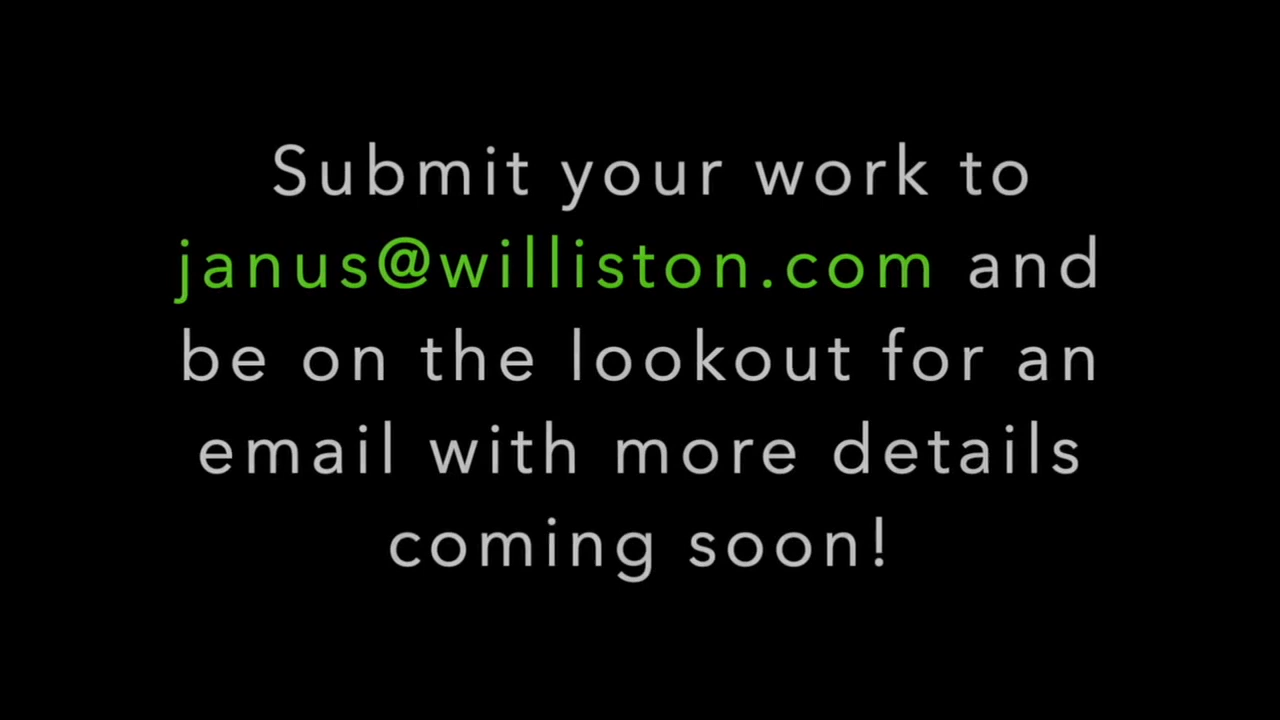 Submit your work to
janus@williston.com and
be on the lookout for an
email with more details
coming soon!